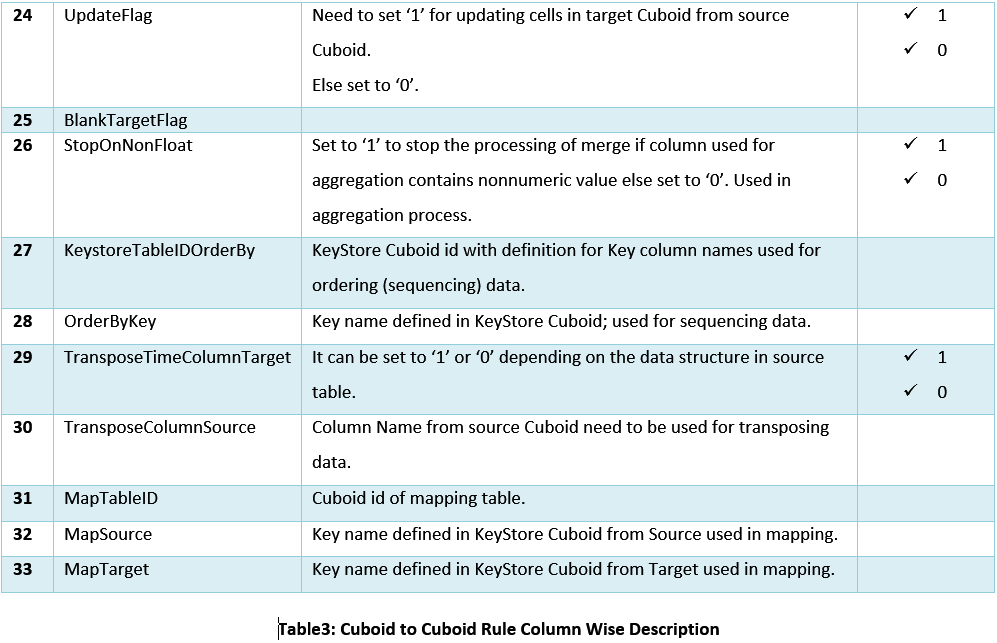 24 UpdateFlag Need to set ‘1’ for updating cells in target Cuboid from source ✓ 1
Cuboid. ✓ 0
Else set to ‘0’.
25 BlankTargetFlag
26 StopOnNonFloat Set to ‘1’ to stop the processing of merge if column used for ✓ 1
aggregation contains nonnumeric value else set to ‘0’. Used in ✓ 0
aggregation process.
27 KeystoreTableIDOrderBy KeyStore Cuboid id with definition for Key column names used for
ordering (sequencing) data.
28 OrderByKey Key name defined in KeyStore Cuboid; used for sequencing data.
29 TransposeTimeColumnTarget It can be set to ‘1’ or ‘0’ depending on the data structure in source ✓ 1
table. ✓ 0
30 TransposeColumnSource Column Name from source Cuboid need to be used for transposing
data.
31 MapTableID Cuboid id of mapping table.
32 MapSource Key name defined in KeyStore Cuboid from Source used in mapping.
33 MapTarget Key name defined in KeyStore Cuboid from Target used in mapping.
Table3: Cuboid to Cuboid Rule Column Wise Description